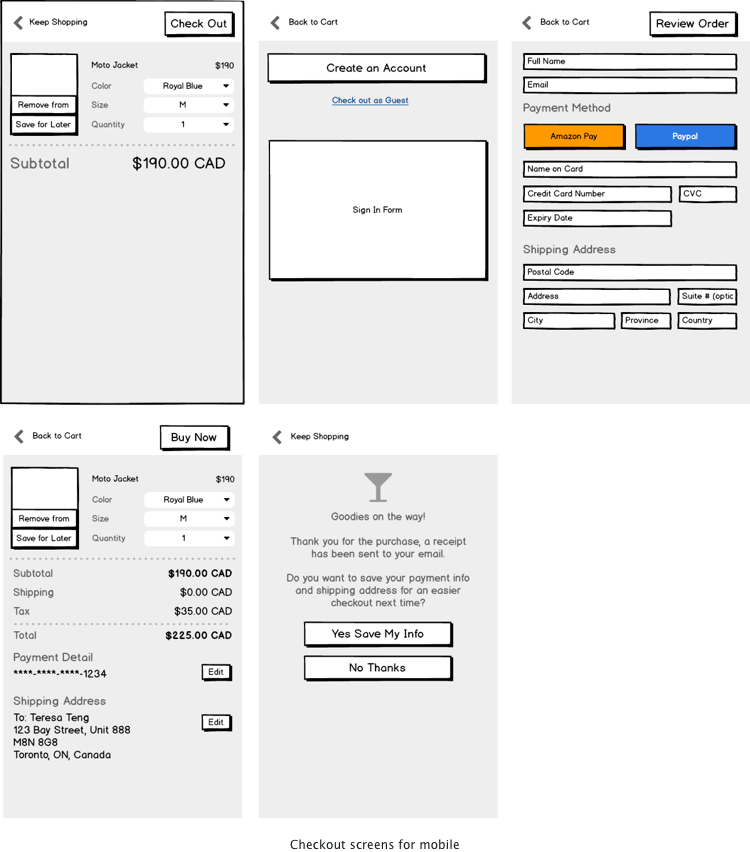 Keep Shopping
Check Out
Moto Jacket $190
Color Royal Blue
Remove from
Size M
Save for Later
Quantity 1
Subtotal $190.00 CAD
Back to Cart
Create an Account
Check out as Guest
Sign In Form
Back to Cart
Review Order
Full Name
Email
Payment Method
Amazon Pay Paypal
Name on Card
Credit Card Number CVC
Expiry Date
Shipping Address
Postal Code
Address Suite # (optic
City Province Country
Back to Cart
Buy Now
Moto Jacket $190
Color Royal Blue
Remove from
Size M
Save for Later
Quantity 1
Subtotal $190.00 CAD
Shipping $0.00 CAD
Tax $35.00 CAD
Total $225.00 CAD
Payment Detail
****-****-****-1234
Edit
Shipping Address
To: Teresa Teng
Edit
123 Bay Street, Unit 888
M8N 8G8
Toronto, ON, Canada
Keep Shopping
Goodies on the way!
Thank you for the purchase, a receipt
has been sent to your email.
Do you want to save your payment info
and shipping address for an easier
checkout next time?
Yes Save My Info
No Thanks
Checkout screens for mobile